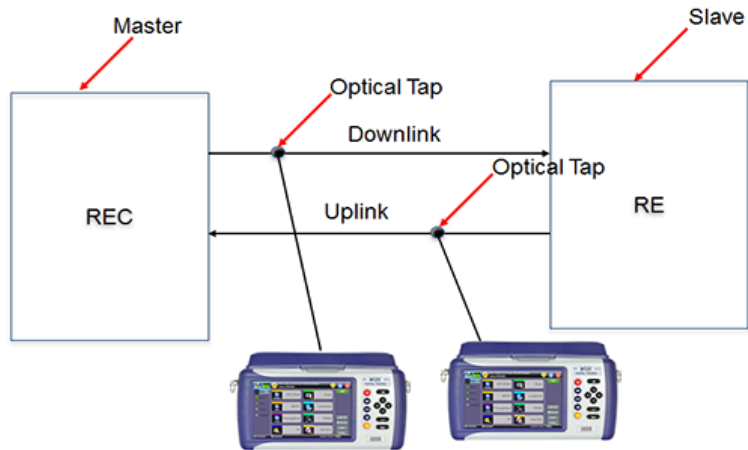 Master
Slave
Optical Tap
Downlink
Optical Tap
REC
Uplink
RE